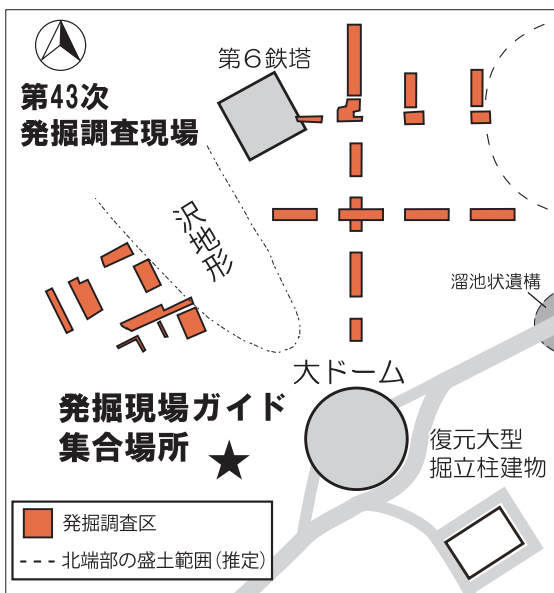 第43次
発掘調査現場
第6鉄塔
沢地形
溜池状遺構
大ドーム
発掘現場ガイド
集合場所
復元大型
掘立柱建物
発掘調査区
北端部の盛土範囲(推定)